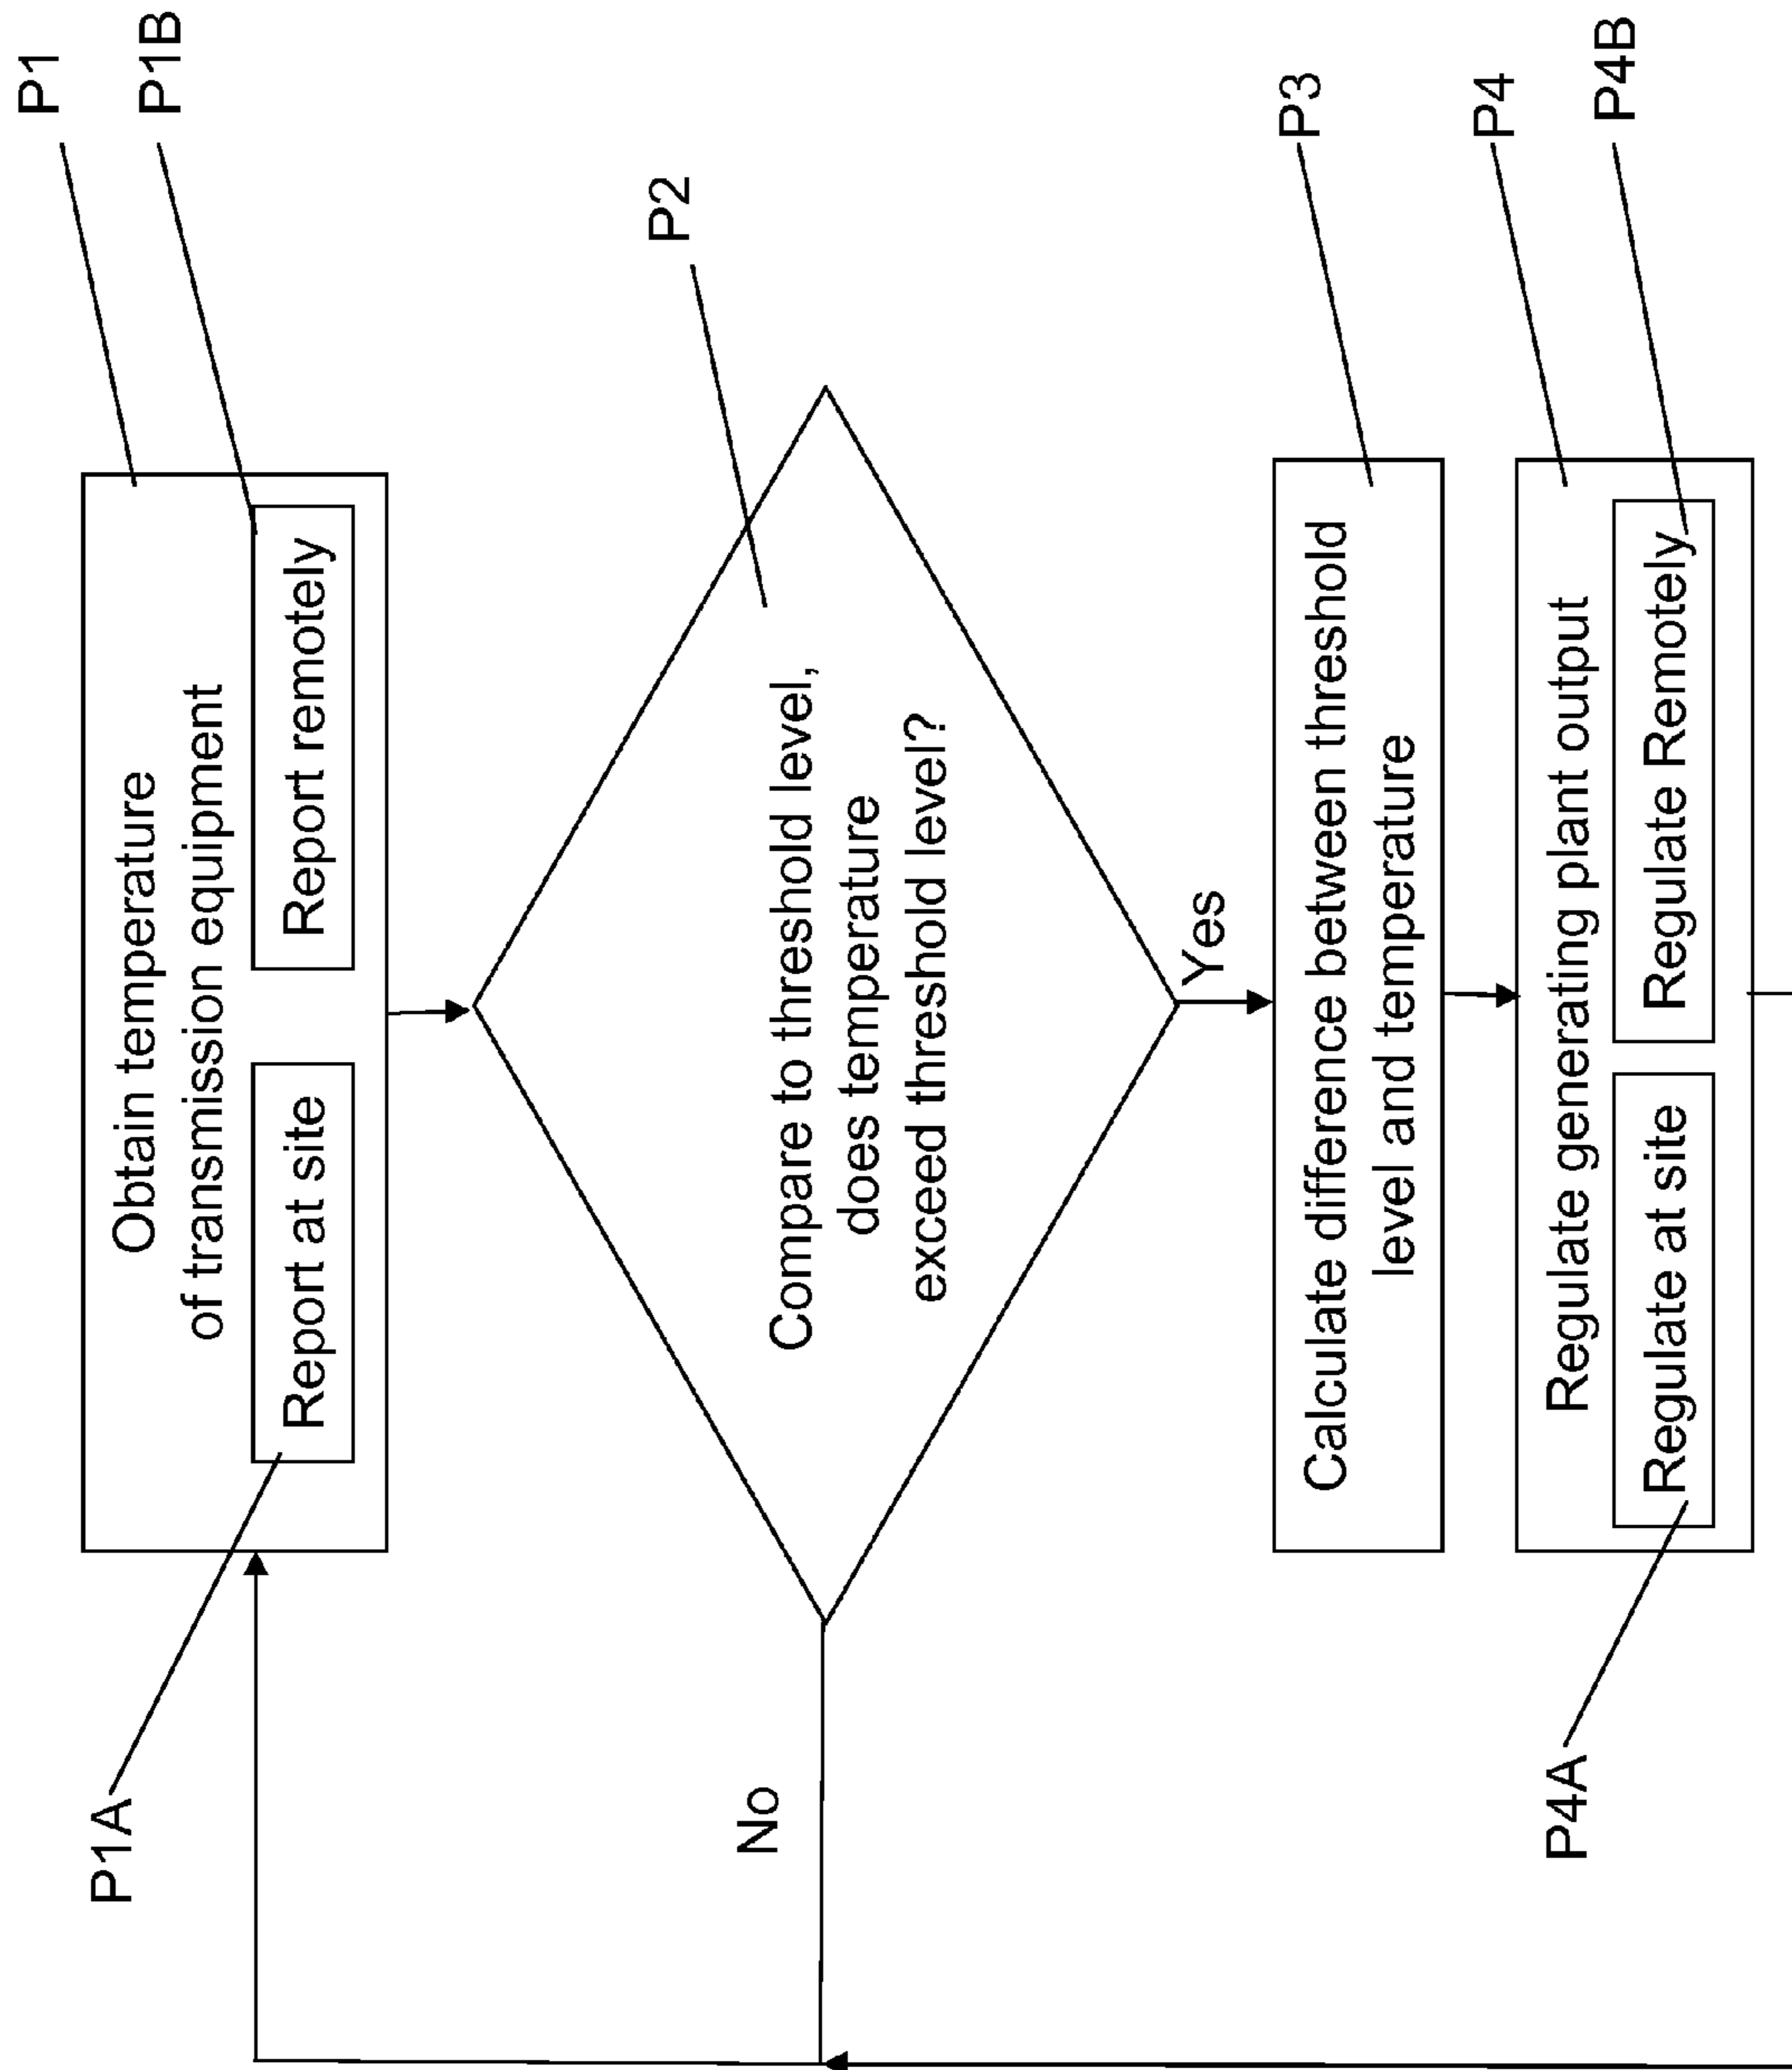 P1
P1A
P1B
Obtain temperature
of transmission equipment
Report at site
Report remotely
P2
Compare to threshold level,
does temperature
exceed threshold level?
No
Yes
P3
Calculate difference between threshold
level and temperature
P4
Regulate generating plant output
P4A
P4B
Regulate at site
Regulate Remotely